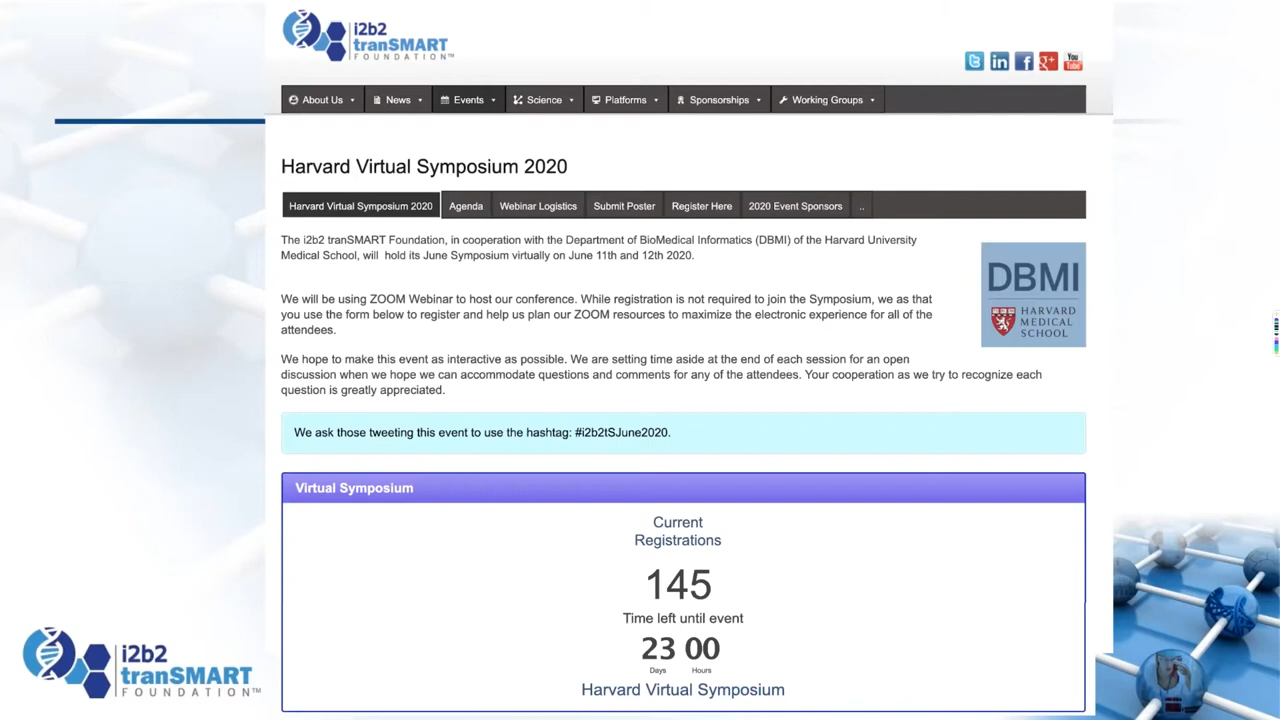 i2b2
tranSMART
FOUNDATION™
You
Tube
About Us
News
Events
Science
Platforms
Sponsorships
Working Groups
Harvard Virtual Symposium 2020
Harvard Virtual Symposium 2020
Agenda
Webinar Logistics
Submit Poster
Register Here
2020 Event Sponsors
..
The i2b2 tranSMART Foundation, in cooperation with the Department of BioMedical Informatics (DBMI) of the Harvard University
Medical School, will hold its June Symposium virtually on June 11th and 12th 2020.
DBMI
HARVARD
MEDICAL
SCHOOL
We will be using ZOOM Webinar to host our conference. While registration is not required to join the Symposium, we as that
you use the form below to register and help us plan our ZOOM resources to maximize the electronic experience for all of the
attendees.
We hope to make this event as interactive as possible. We are setting time aside at the end of each session for an open
discussion when we hope we can accommodate questions and comments for any of the attendees. Your cooperation as we try to recognize each
question is greatly appreciated.
We ask those tweeting this event to use the hashtag: #i2b2tSJune2020.
Virtual Symposium
Current
Registrations
145
Time left until event
23 00
Days Hours
Harvard Virtual Symposium
i2b2
tranSMART
FOUNDATION™